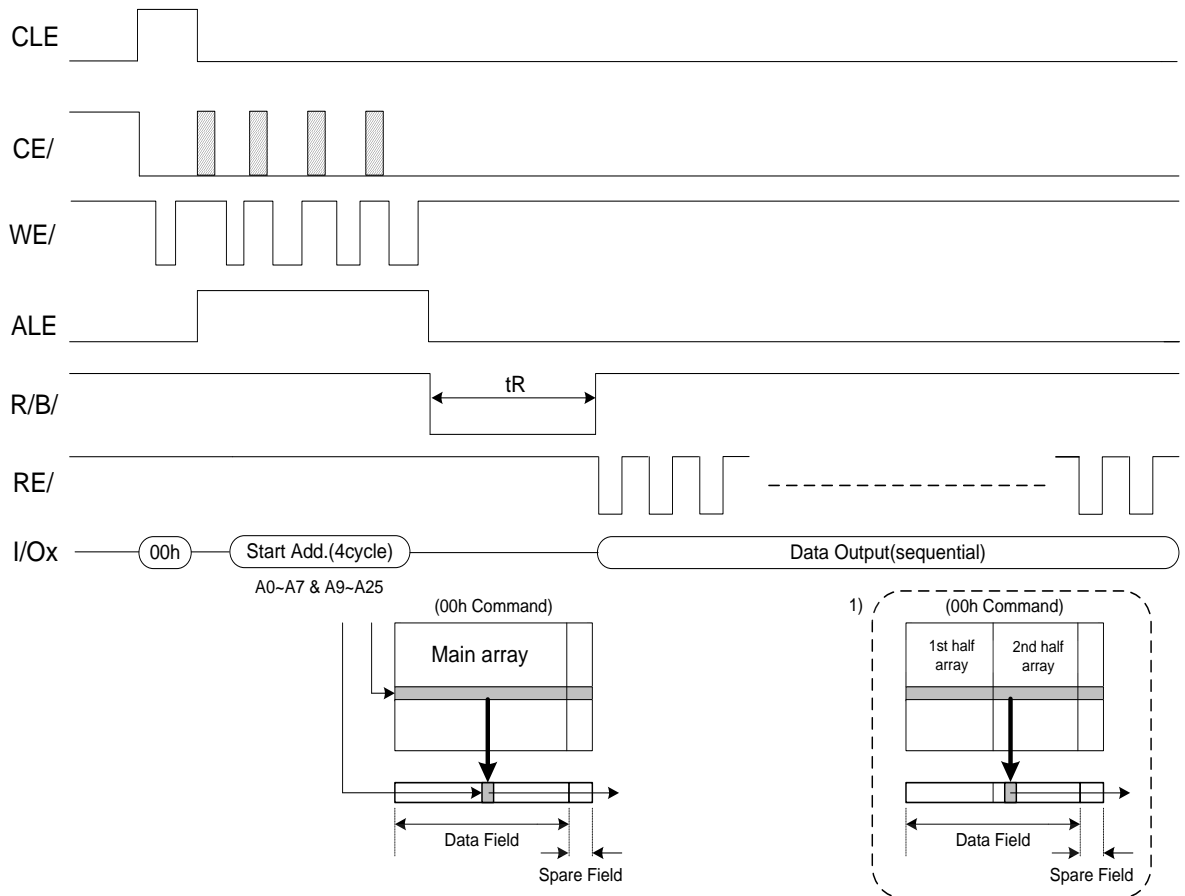 CLE
CE/
WE/
ALE
R/B/
tR
RE/
I/Ox
00h
Start Add.(4cycle)
Data Output(sequential)
A0~A7 & A9~A25
(00h Command)
Main array
Data Field
Spare Field
1)
(00h Command)
1st half array
2nd half array
Data Field
Spare Field